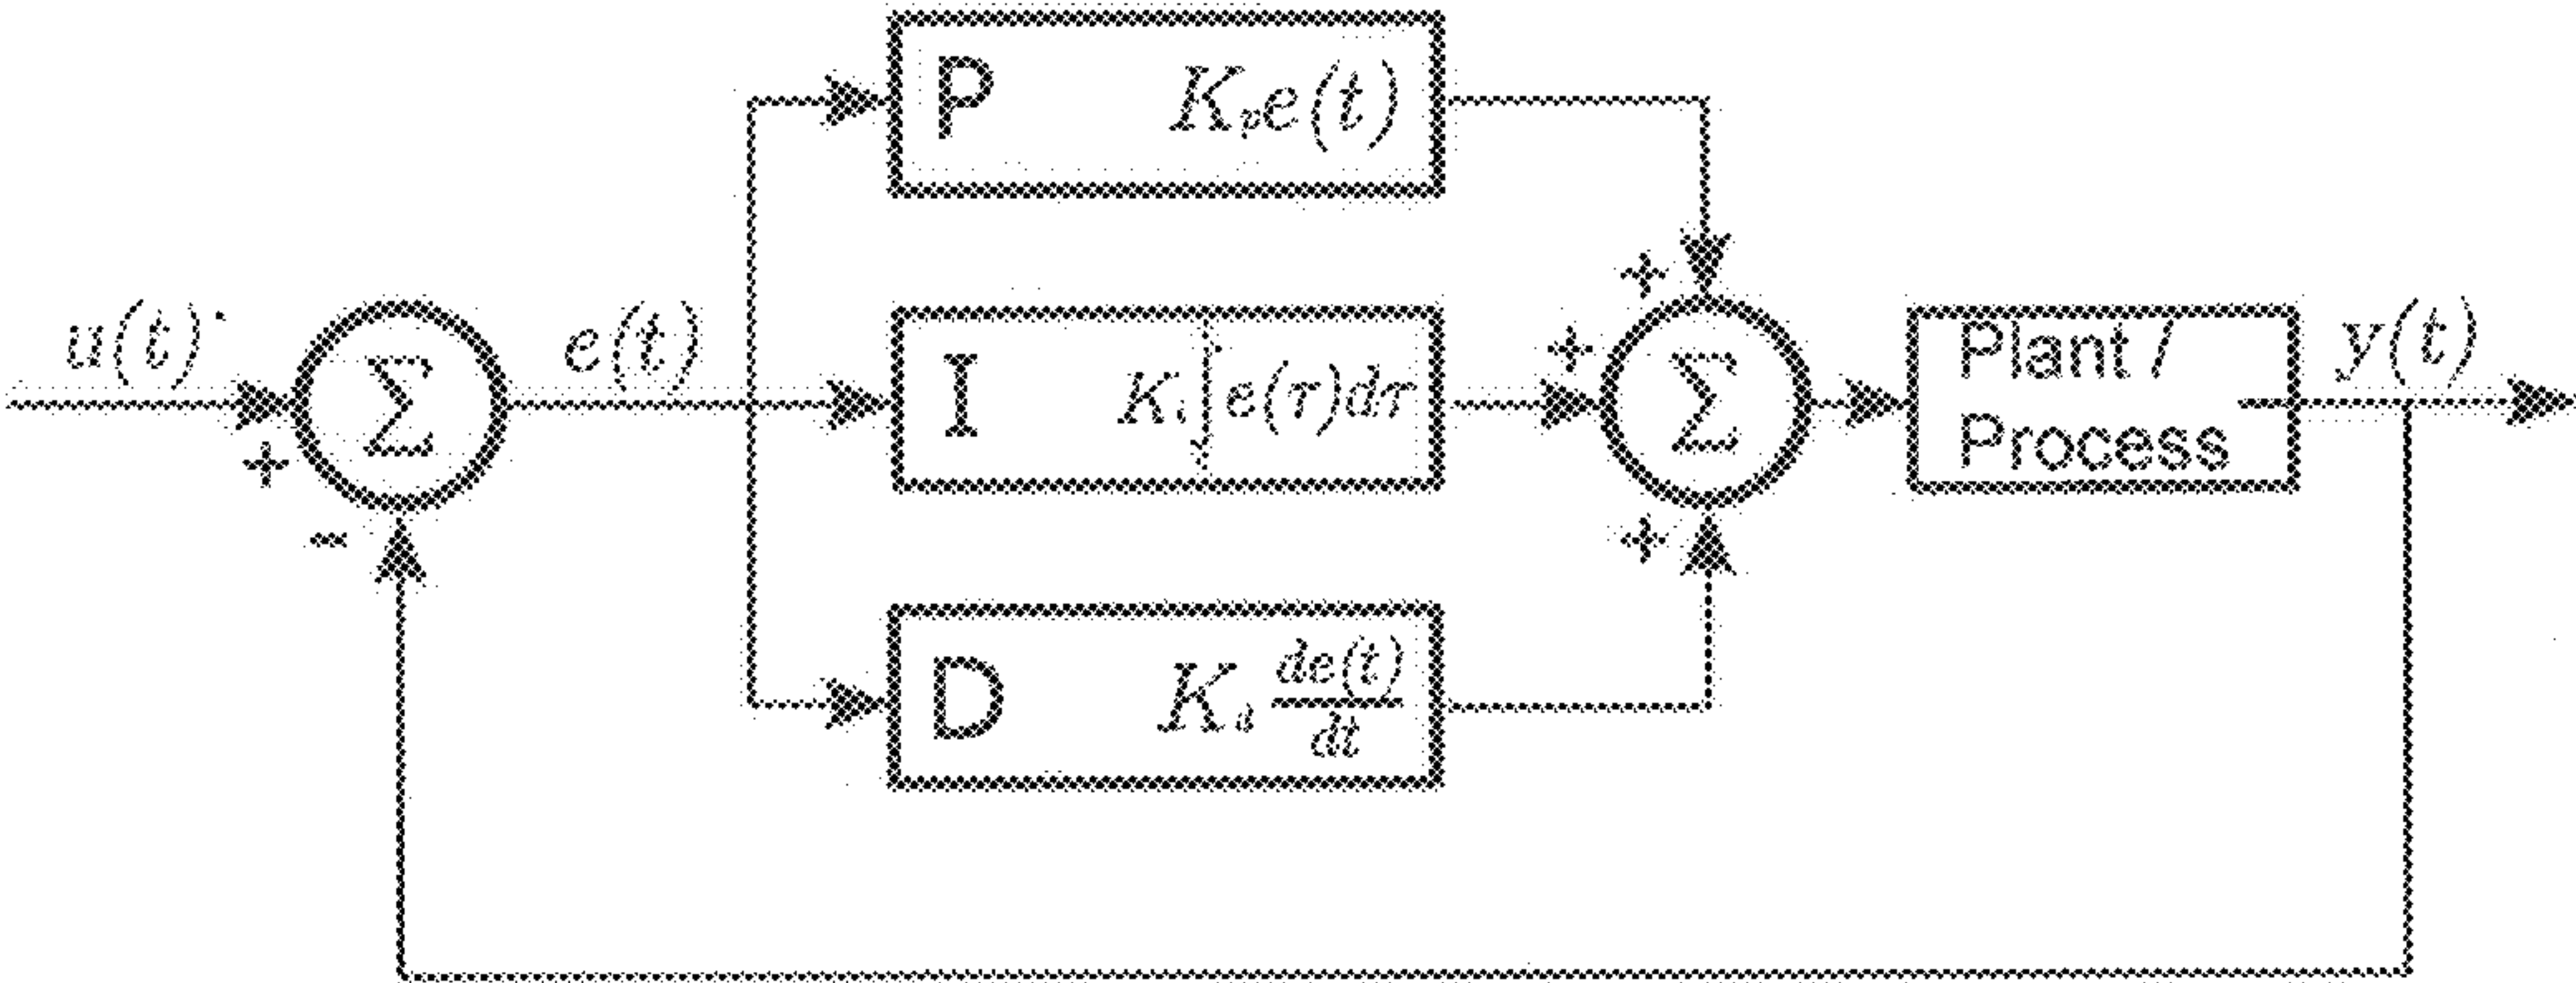 P K_p e(t)
+
u(t)
Σ
e(t)
I K_i ∫ e(τ)dτ
+
Σ
Plant /
Process
y(t)
+
−
+
D K_d de(t)/dt